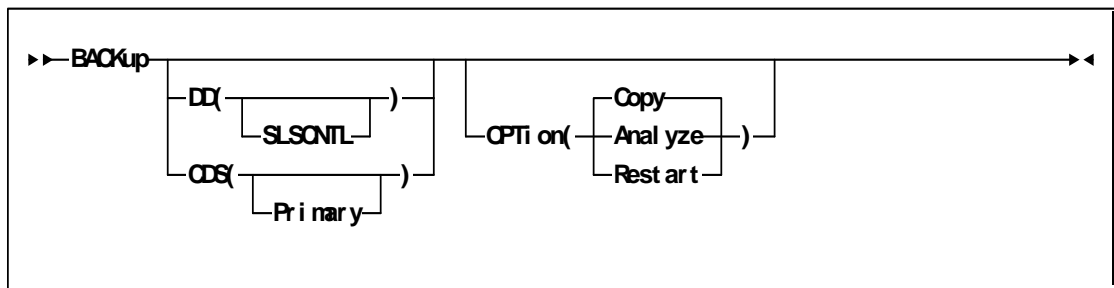 BACKup
DD(
SLSCNTL
)
CDS(
Primary
)
OPTion(
Copy
Analyze
Restart
)